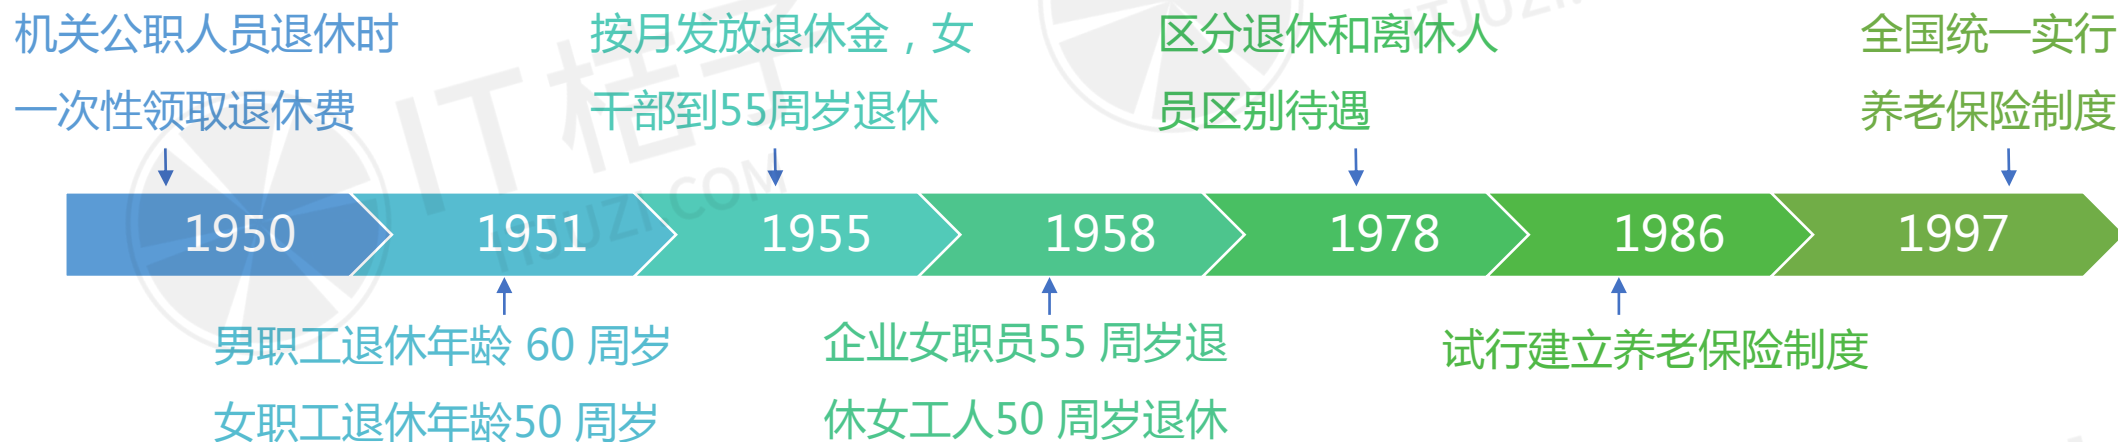 机关公职人员退休时
一次性领取退休费
按月发放退休金，女
干部到55周岁退休
区分退休和离休人
员区别待遇
全国统一实行
养老保险制度
1950
1951
1955
1958
1978
1986
1997
男职工退休年龄 60 周岁
女职工退休年龄50 周岁
企业女职员55 周岁退
休女工人50 周岁退休
试行建立养老保险制度
IT桔子
ITJUZI.COM